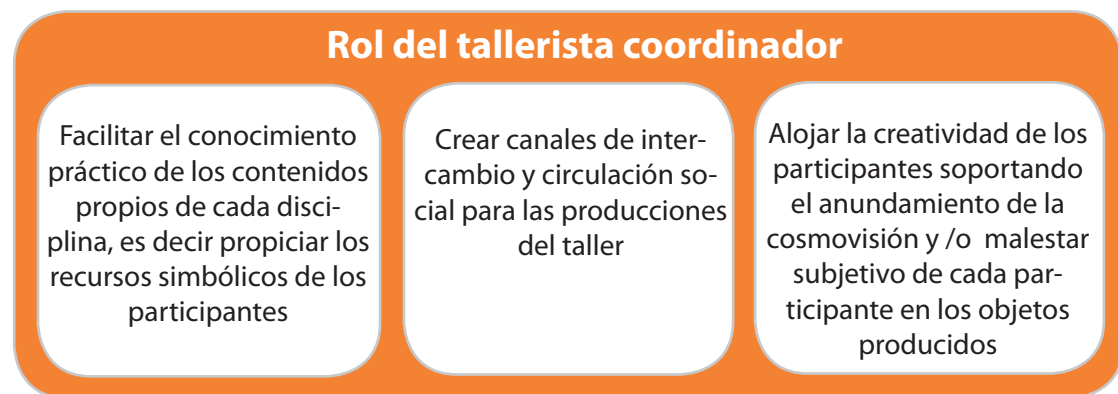 Rol del tallerista coordinador
Facilitar el conocimiento
práctico de los contenidos
propios de cada disci-
plina, es decir propiciar los
recursos simbólicos de los
participantes
Crear canales de inter-
cambio y circulación so-
cial para las producciones
del taller
Alojar la creatividad de los
participantes soportando
el anundamiento de la
cosmovisión y /o malestar
subjetivo de cada par-
ticipante en los objetos
producidos